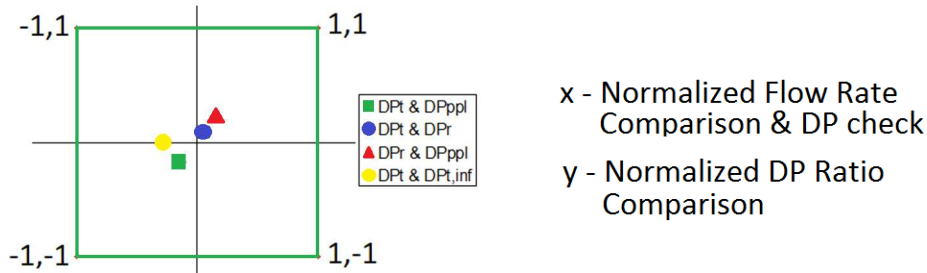 -1,1
1,1
DPt & DPppl
DPt & DPr
DPr & DPppl
DPt & DPt,inf
-1,-1
1,-1
x - Normalized Flow Rate
Comparison & DP check
y - Normalized DP Ratio
Comparison